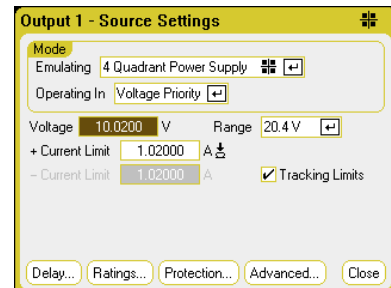 Output 1 - Source Settings
Mode
Emulating 4 Quadrant Power Supply
Operating In Voltage Priority
Voltage 10.0200 V Range 20.4 V
+ Current Limit 1.02000 A
- Current Limit 1.02000 A Tracking Limits
Delay... Ratings... Protection... Advanced... Close